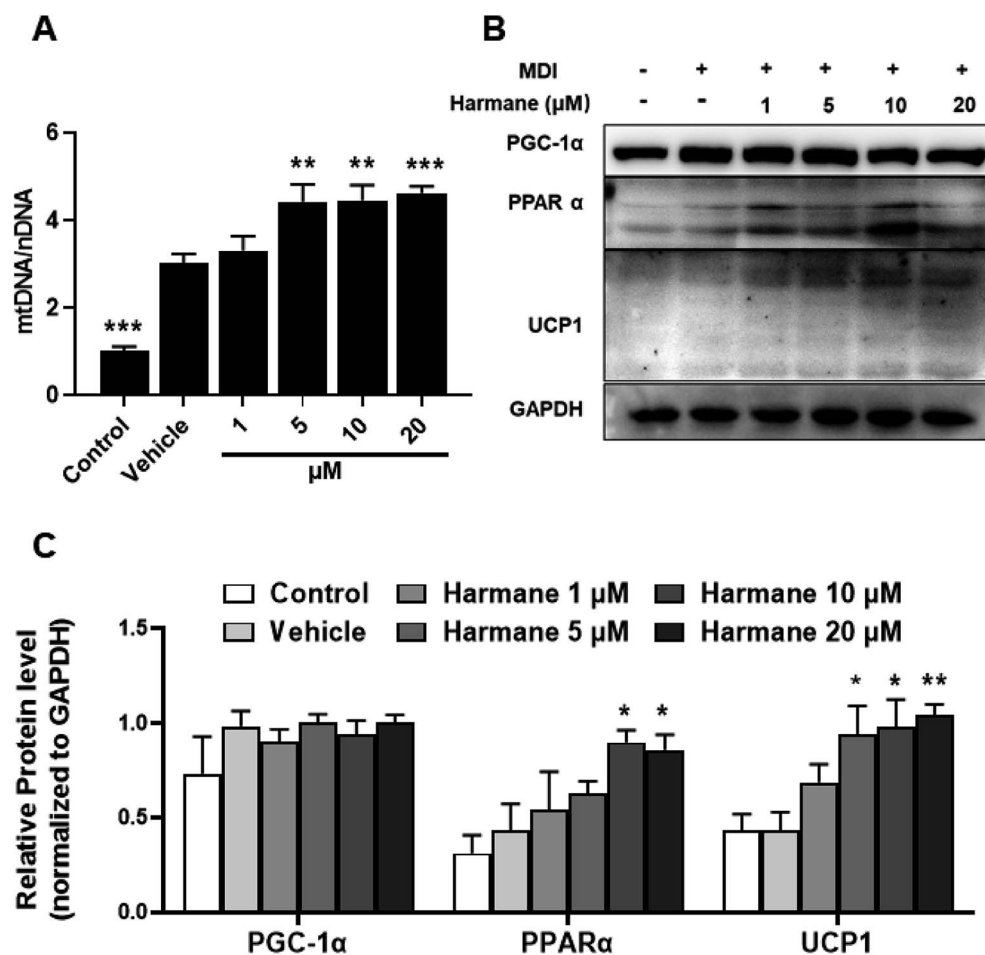 A
mtDNA/nDNA
6
4
2
0
***
** ** ***
Control Vehicle 1 5 10 20
µM
B
MDI - + + + + +
Harmane (µM) - - 1 5 10 20
PGC-1α
PPAR α
UCP1
GAPDH
C
Control Harmane 1 µM Harmane 10 µM
Vehicle Harmane 5 µM Harmane 20 µM
Relative Protein level
(normalized to GAPDH)
1.5
1.0
0.5
0.0
* *
* * **
PGC-1α PPARα UCP1